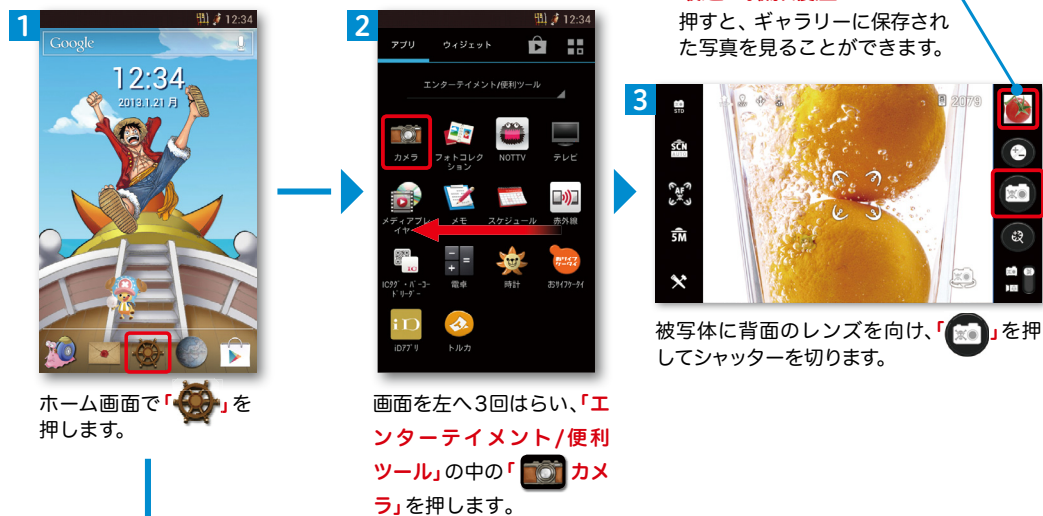 押すと、ギャラリーに保存され
た写真を見ることができます。
1
12:34
Google
12:34
2013.1.21 月
ホーム画面で「 」を
押します。
2
12:34
アプリ
ウィジェット
エンターテイメント/便利ツール
カメラ
フォトコレク
ション
NOTTV
テレビ
メディアプレ
イヤー
メモ
スケジュール
赤外線
ICタグ・バーコー
ドリーダー
電卓
時計
おサイフケータイ
iD
iDアプリ
トルカ
画面を左へ3回はらい、「エ
ンターテイメント/便利
ツール」の中の「 カメ
ラ」を押します。
3
STD
SCN
AUTO
AF
5M
2079
被写体に背面のレンズを向け、「 」を押
してシャッターを切ります。